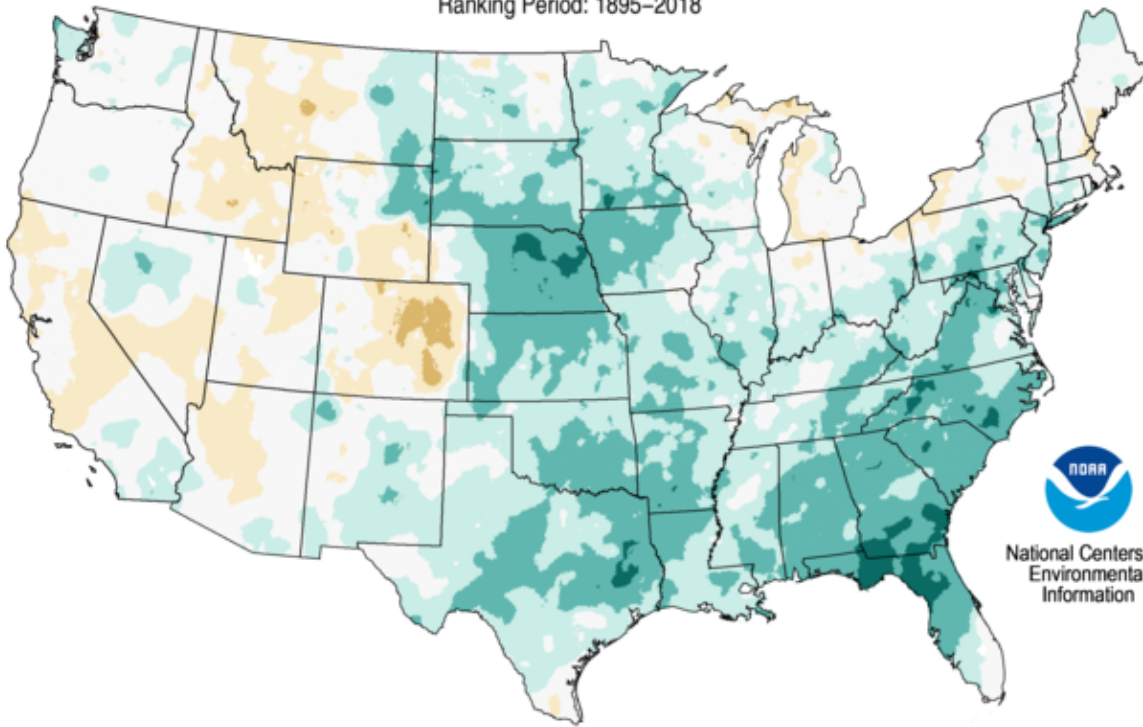 Ranking Period: 1895–2018
NOAA
National Centers
Environmenta
Information